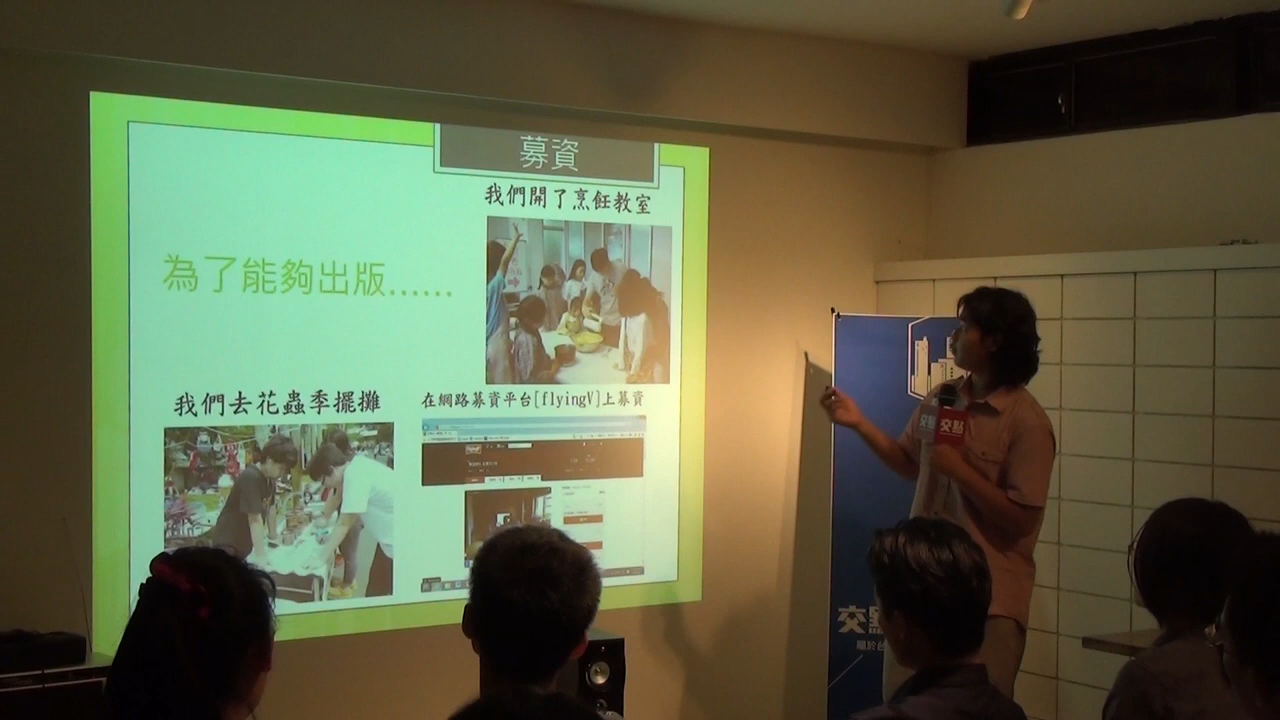 募資
我們開了烹飪教室
為了能夠出版......
我們去花蟲季擺攤
在網路募資平台[flyingV]上募資
交點
交點
交點